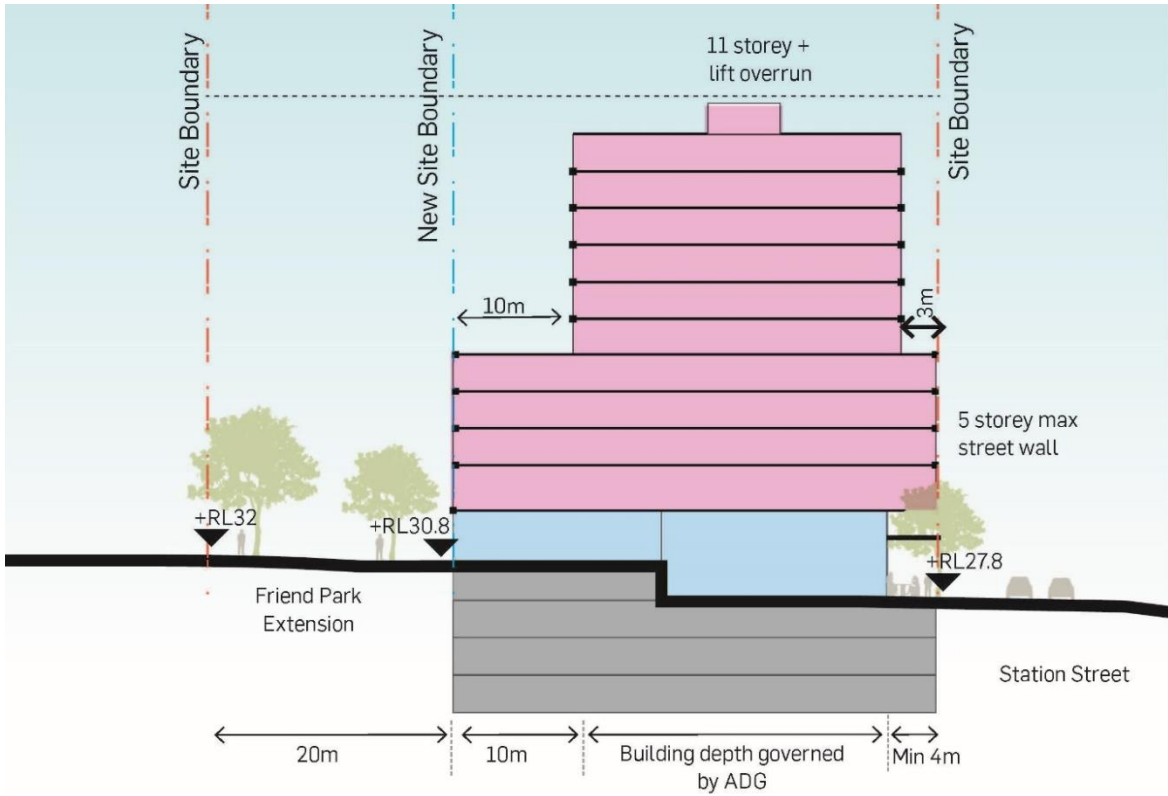 11 storey +
lift overrun
Site Boundary
New Site Boundary
Site Boundary
10m
3m
5 storey max
street wall
+RL32
+RL30.8
+RL27.8
Friend Park
Extension
Station Street
20m
10m
Building depth governed
by ADG
Min 4m